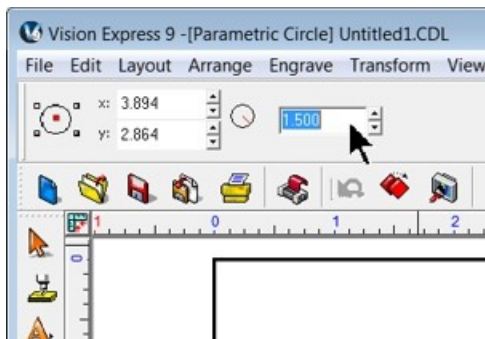 Vision Express 9 -[Parametric Circle] Untitled1.CDL
File Edit Layout Arrange Engrave Transform View
x: 3.894
1.500
y: 2.864
1 0 1 2
0